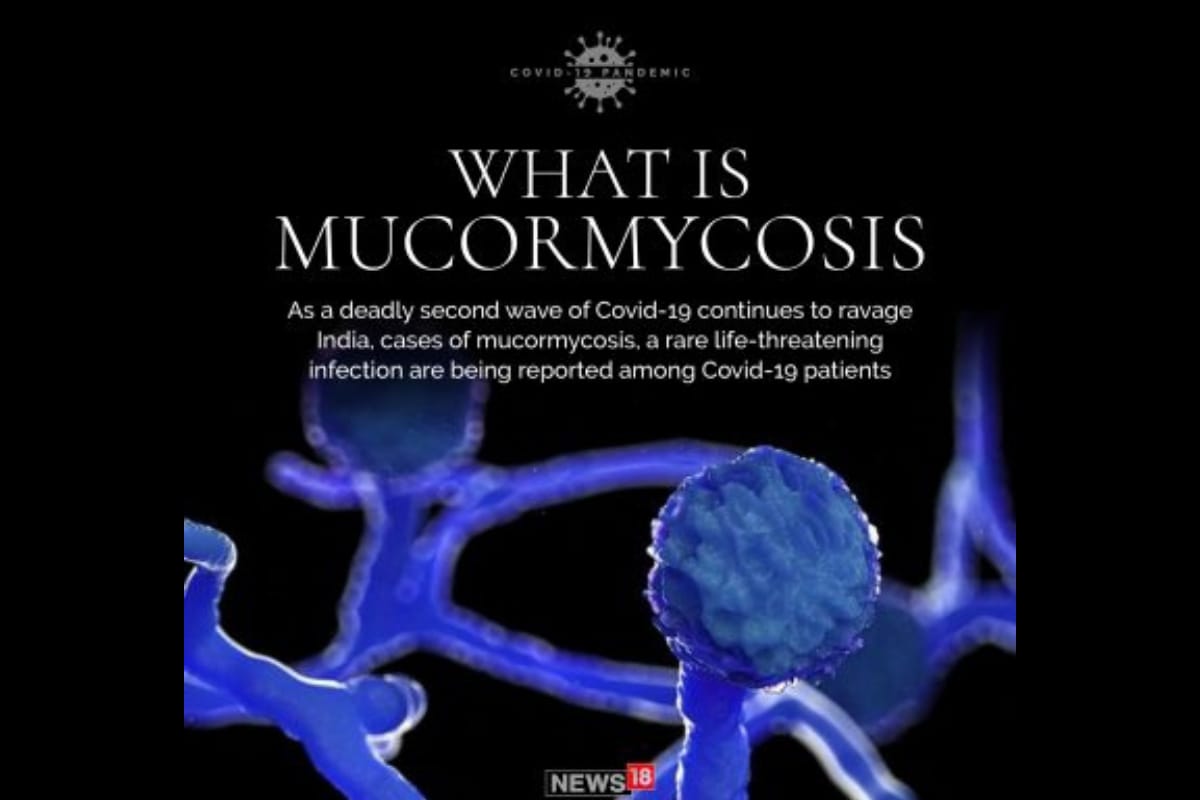 COVID-19 PANDEMIC
WHAT IS
MUCORMYCOSIS
As a deadly second wave of Covid-19 continues to ravage
India, cases of mucormycosis, a rare life-threatening
infection are being reported among Covid-19 patients
NEWS18